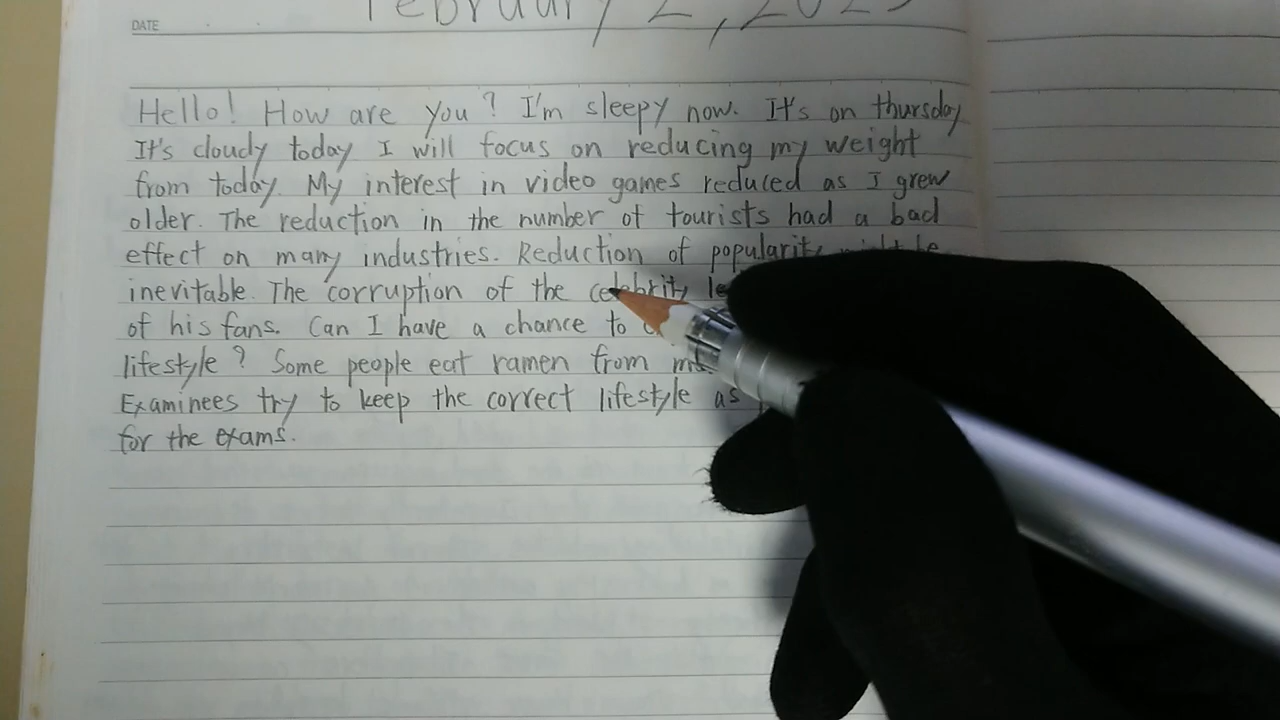 DATE February 2, 2023
Hello! How are you? I'm sleepy now. It's on thursday
It's cloudy today I will focus on reducing my weight
from today. My interest in video games reduced as I grew
older. The reduction in the number of tourists had a bad
effect on many industries. Reduction of popularity might be
inevitable. The corruption of the celebrity
of his fans. Can I have a chance to
lifestyle? Some people eat ramen from
Examinees try to keep the correct lifestyle as
for the exams.